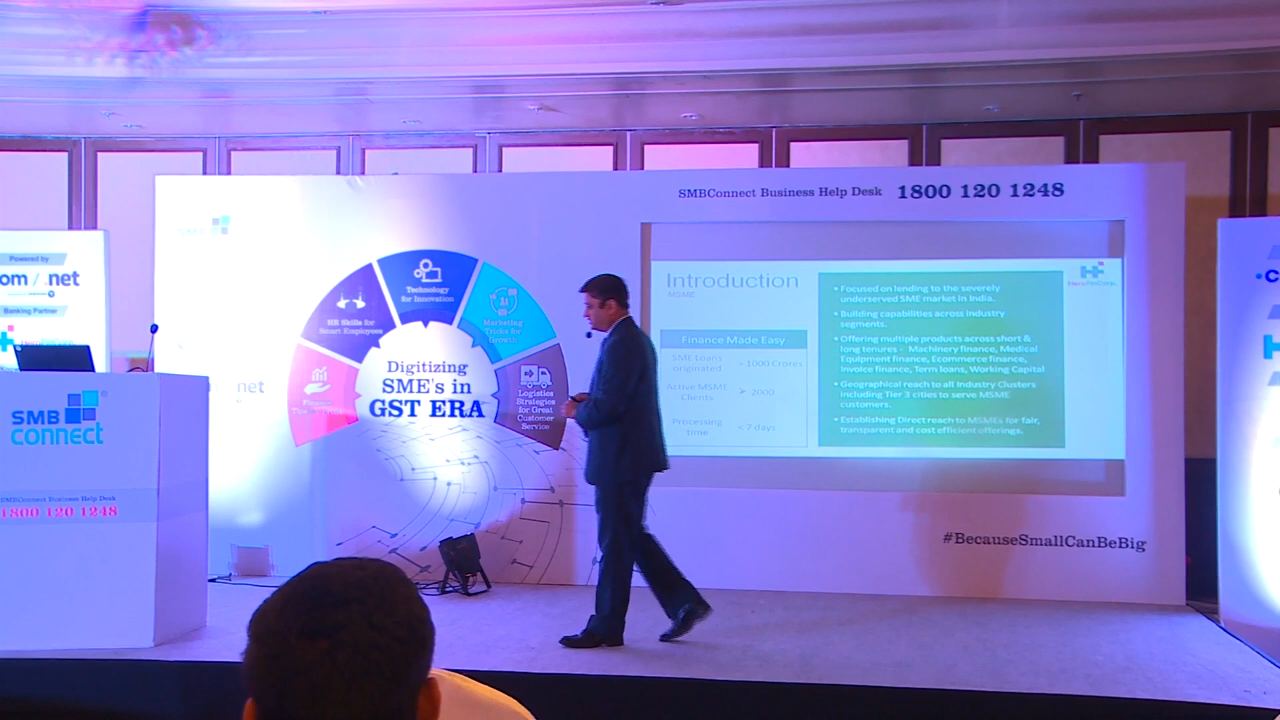 SMBConnect Business Help Desk 1800 120 1248
SMB
Powered by
om / .net
Banking Partner
Technology
for Innovation
HR Skills for
Smart Employees
Marketing
Tricks for
Growth
Finance
Logistics
Strategies
for Great
Customer
Service
Digitizing
SME's in
GST ERA
net
Introduction
MSME
Finance Made Easy
SME Loans
originated
~1000 Crores
Active MSME
Clients
➢ 2000
Processing
time
< 7 days
• Focused on lending to the severely
underserved SME market in India.
• Building capabilities across industry
segments.
• Offering multiple products across short &
long tenures - Machinery finance, Medical
Equipment finance, Ecommerce finance,
Invoice finance, Term loans, Working Capital
• Geographical reach to all Industry Clusters
including Tier 3 cities to serve MSME
customers.
• Establishing Direct reach to MSMEs for fair,
transparent and cost efficient offerings.
HeroFinCorp.
SMB
connect
SMBConnect Business Help Desk
1800 120 1248
#BecauseSmallCanBeBig